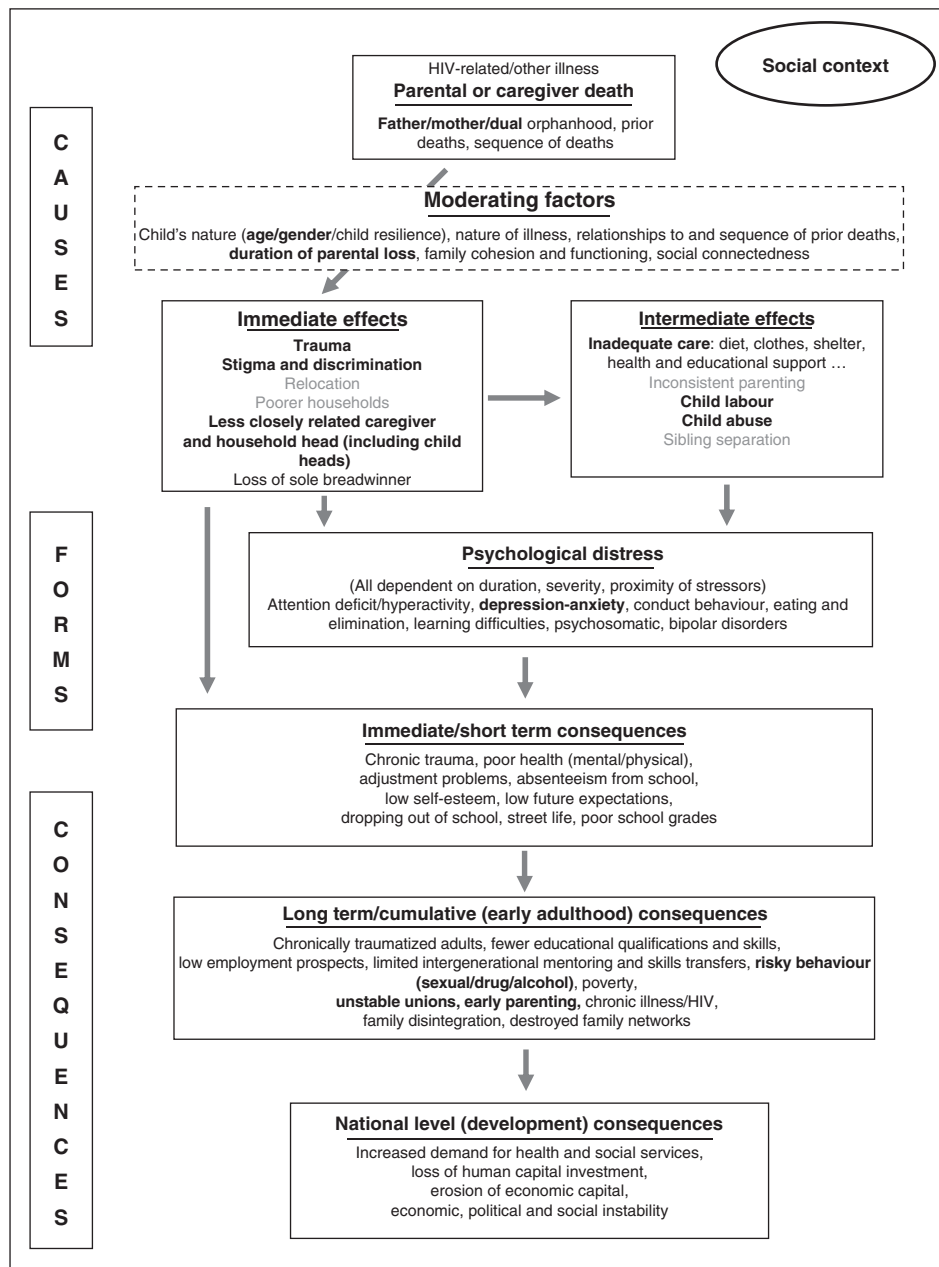 Social context
HIV-related/other illness
Parental or caregiver death
Father/mother/dual orphanhood, prior
deaths, sequence of deaths
CAUSES
Moderating factors
Child's nature (age/gender/child resilience), nature of illness, relationships to and sequence of prior deaths,
duration of parental loss, family cohesion and functioning, social connectedness
Immediate effects
Trauma
Stigma and discrimination
Relocation
Poorer households
Less closely related caregiver
and household head (including child
heads)
Loss of sole breadwinner
Intermediate effects
Inadequate care: diet, clothes, shelter,
health and educational support …
Inconsistent parenting
Child labour
Child abuse
Sibling separation
FORMS
Psychological distress
(All dependent on duration, severity, proximity of stressors)
Attention deficit/hyperactivity, depression-anxiety, conduct behaviour, eating and
elimination, learning difficulties, psychosomatic, bipolar disorders
Immediate/short term consequences
Chronic trauma, poor health (mental/physical),
adjustment problems, absenteeism from school,
low self-esteem, low future expectations,
dropping out of school, street life, poor school grades
CONSEQUENCES
Long term/cumulative (early adulthood) consequences
Chronically traumatized adults, fewer educational qualifications and skills,
low employment prospects, limited intergenerational mentoring and skills transfers, risky behaviour
(sexual/drug/alcohol), poverty,
unstable unions, early parenting, chronic illness/HIV,
family disintegration, destroyed family networks
National level (development) consequences
Increased demand for health and social services,
loss of human capital investment,
erosion of economic capital,
economic, political and social instability